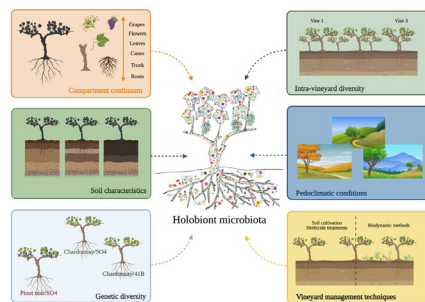 Grapes
Flowers
Leaves
Canes
Trunk
Roots
Compartment continuum
Soil characteristics
Chardonnay/SO4
Chardonnay/41B
Pinot noir/SO4
Genetic diversity
Holobiont microbiota
Vine 1
Vine 3
Intra-vineyard diversity
Pedoclimatic conditions
Soil cultivation
Herbicide treatments
Biodynamic methods
Vineyard management techniques